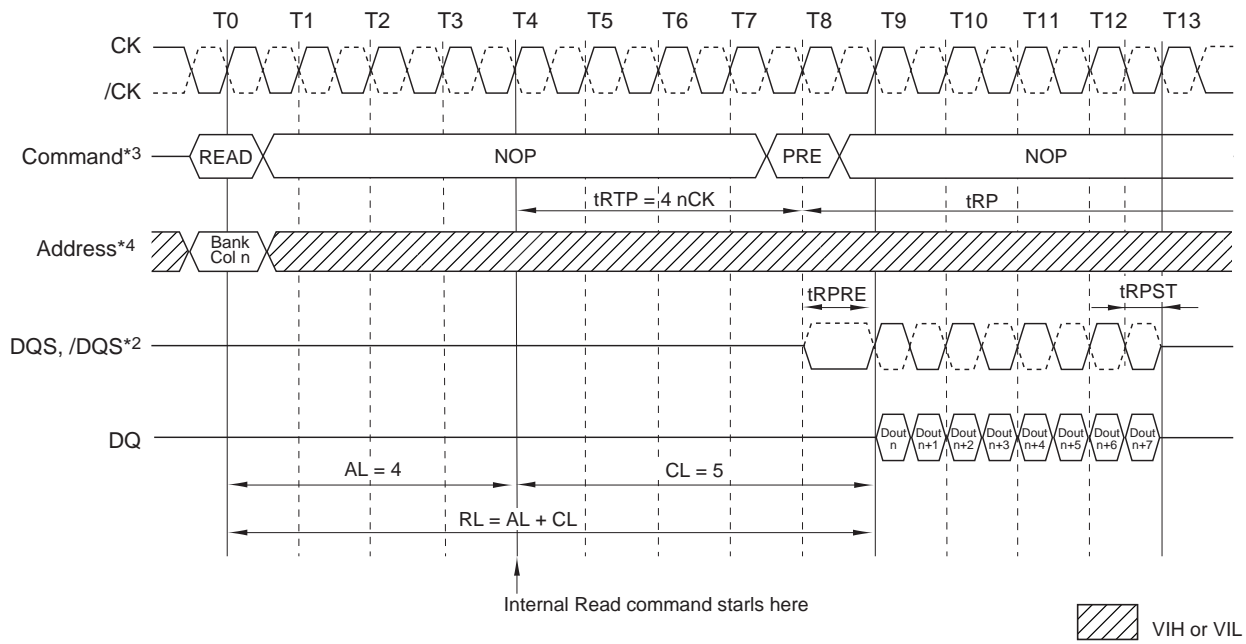 T0 T1 T2 T3 T4 T5 T6 T7 T8 T9 T10 T11 T12 T13
CK
/CK
Command*3 READ NOP PRE NOP
tRTP = 4 nCK tRP
Address*4 Bank
Col n
tRPRE tRPST
DQS, /DQS*2
DQ Dout
n Dout
n+1 Dout
n+2 Dout
n+3 Dout
n+4 Dout
n+5 Dout
n+6 Dout
n+7
AL = 4 CL = 5
RL = AL + CL
Internal Read command starls here
VIH or VIL